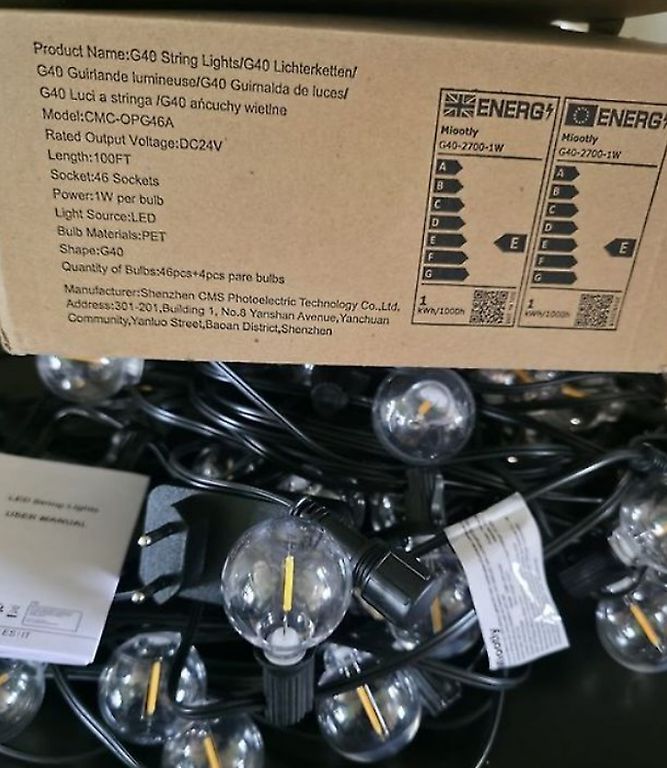 Product Name:G40 String Lights/G40 Lichterketten/
G40 Guirlande lumineuse/G40 Guirnalda de luces/
G40 Luci a stringa /G40 ańcuchy wietlne
Model:CMC-OPG46A
Rated Output Voltage:DC24V
Length:100FT
Socket:46 Sockets
Power:1W per bulb
Light Source:LED
Bulb Materials:PET
Shape:G40
Quantity of Bulbs:46pcs+4pcs pare bulbs
Manufacturer:Shenzhen CMS Photoelectric Technology Co.,Ltd.
Address:301-201,Building 1, No.8 Yanshan Avenue,Yanchuan
Community,Yanluo Street,Baoan District,Shenzhen
ENERG
Miootly
G40-2700-1W
A
B
C
D
E
F
G
E
1
kWh/1000h
ENERG
Miootly
G40-2700-1W
A
B
C
D
E
F
G
E
1
kWh/1000h
LED String Lights
USER MANUAL